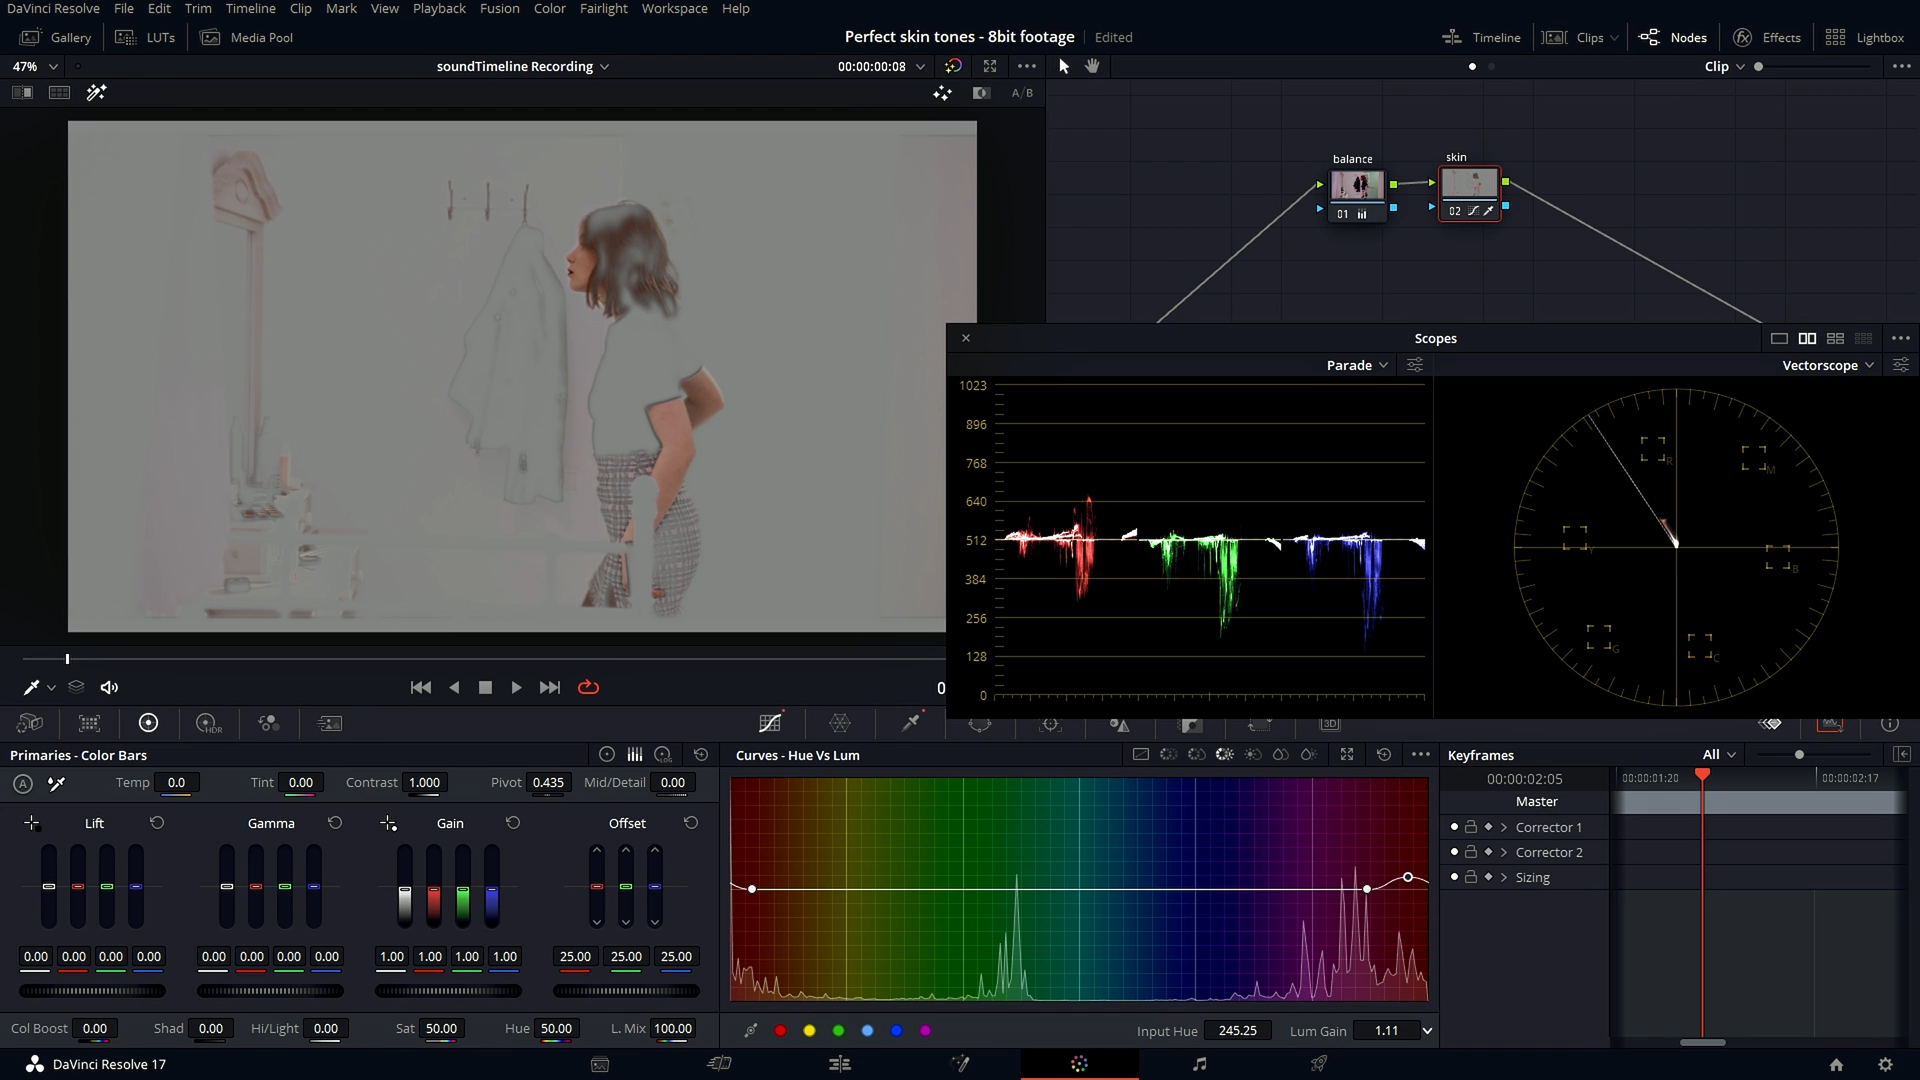 DaVinci Resolve File Edit Trim Timeline Clip Mark View Playback Fusion Color Fairlight Workspace Help
Gallery LUTs Media Pool Perfect skin tones - 8bit footage Edited Timeline Clips Nodes Effects Lightbox
47% soundTimeline Recording 00:00:00:08 Clip
A/B
balance skin
01 02
Scopes
Parade Vectorscope
1023
896
768
640
512
384
256
128
0
R
M
Y
B
G
C
HDR 3D
Primaries - Color Bars LOG Curves - Hue Vs Lum Keyframes All
A Temp 0.0 Tint 0.00 Contrast 1.000 Pivot 0.435 Mid/Detail 0.00 00:00:02:05 00:00:01:20 00:00:02:17
Master
Lift Gamma Gain Offset Corrector 1
Corrector 2
Sizing
0.00 0.00 0.00 0.00 0.00 0.00 0.00 0.00 1.00 1.00 1.00 1.00 25.00 25.00 25.00
Col Boost 0.00 Shad 0.00 Hi/Light 0.00 Sat 50.00 Hue 50.00 L. Mix 100.00 Input Hue 245.25 Lum Gain 1.11
DaVinci Resolve 17